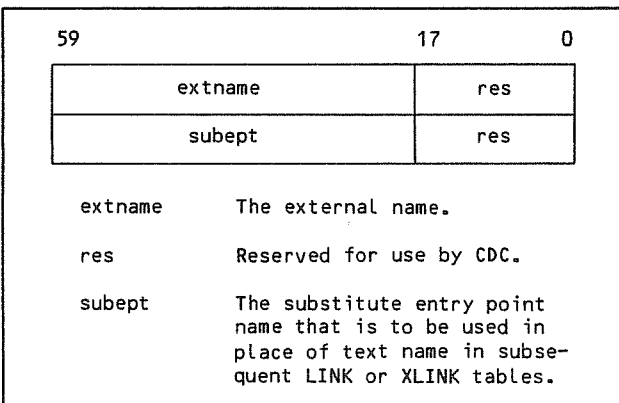 59 17 0
extname res
subept res
extname The external name.
res Reserved for use by CDC.
subept The substitute entry point
name that is to be used in
place of text name in subse-
quent LINK or XLINK tables.